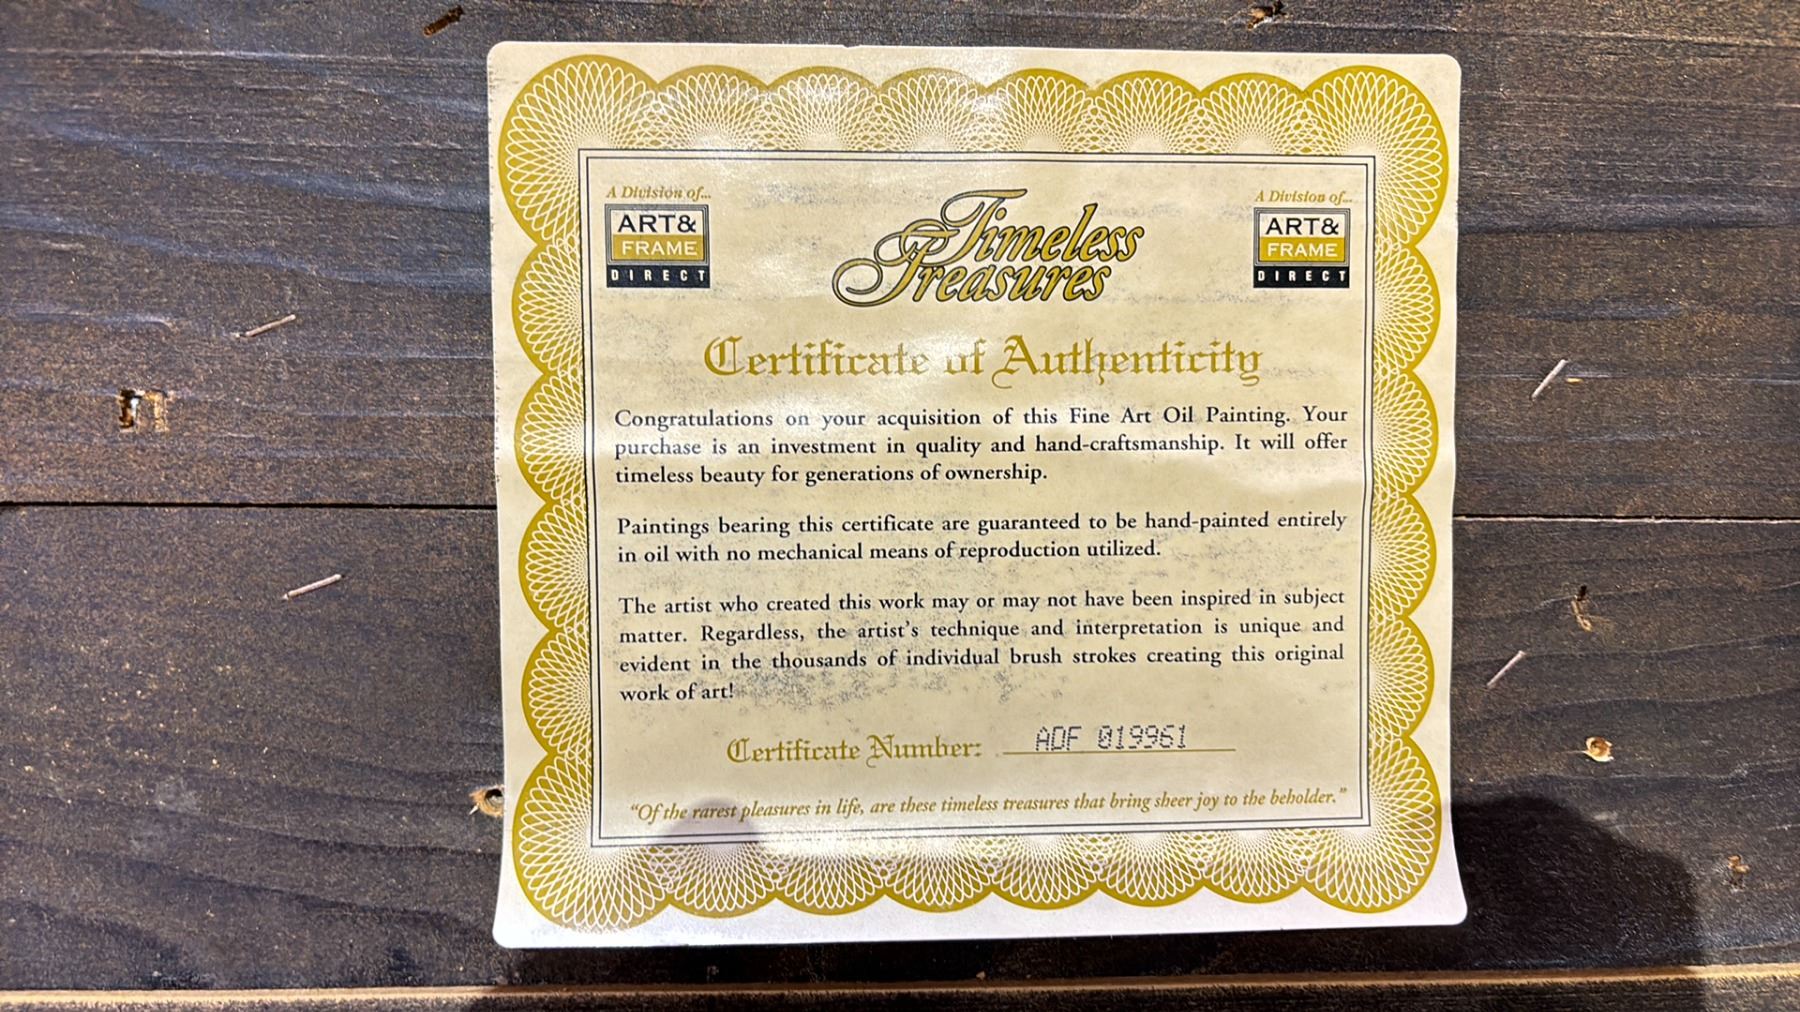 A Division of...
ART&
FRAME
DIRECT
Timeless
Treasures
A Division of...
ART&
FRAME
DIRECT
Certificate of Authenticity
Congratulations on your acquisition of this Fine Art Oil Painting. Your
purchase is an investment in quality and hand-craftsmanship. It will offer
timeless beauty for generations of ownership.
Paintings bearing this certificate are guaranteed to be hand-painted entirely
in oil with no mechanical means of reproduction utilized.
The artist who created this work may or may not have been inspired in subject
matter. Regardless, the artist's technique and interpretation is unique and
evident in the thousands of individual brush strokes creating this original
work of art!
Certificate Number: ADF 019961
"Of the rarest pleasures in life, are these timeless treasures that bring sheer joy to the beholder."